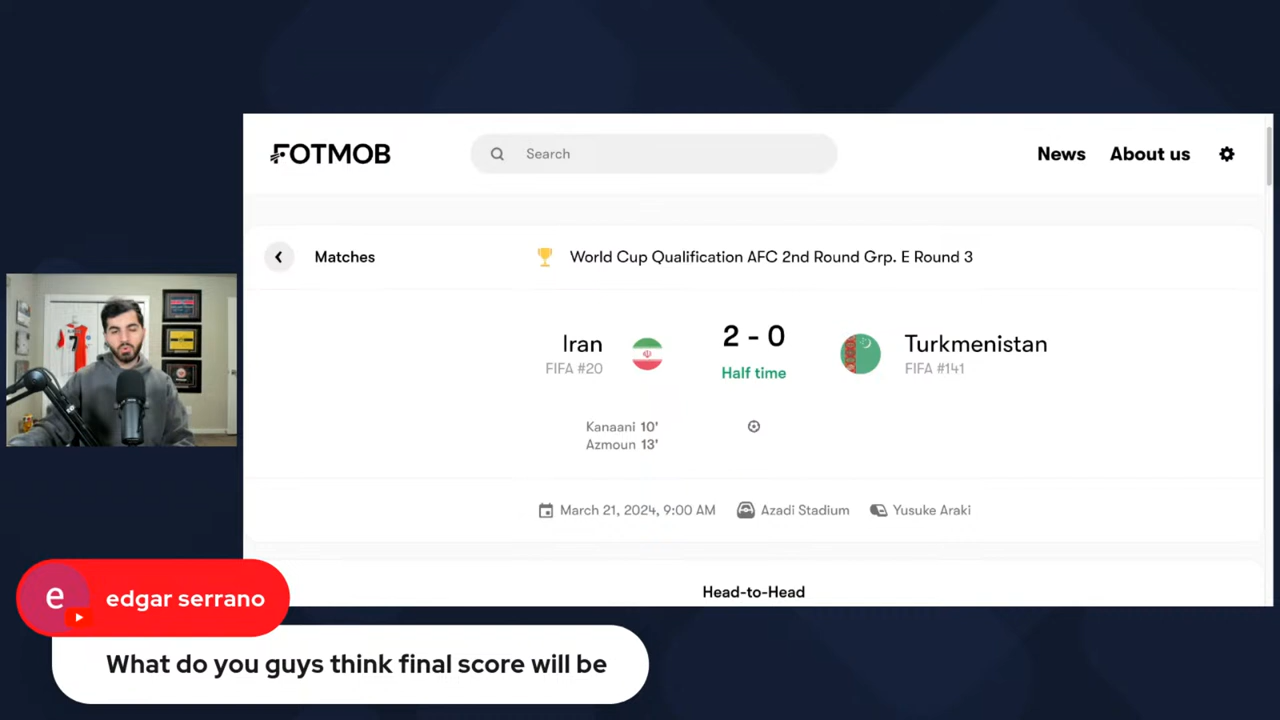 FOTMOB
Search
News
About us
Matches
World Cup Qualification AFC 2nd Round Grp. E Round 3
Iran
FIFA #20
2 - 0
Half time
Turkmenistan
FIFA #141
Kanaani 10'
Azmoun 13'
March 21, 2024, 9:00 AM
Azadi Stadium
Yusuke Araki
Head-to-Head
7
e
edgar serrano
What do you guys think final score will be